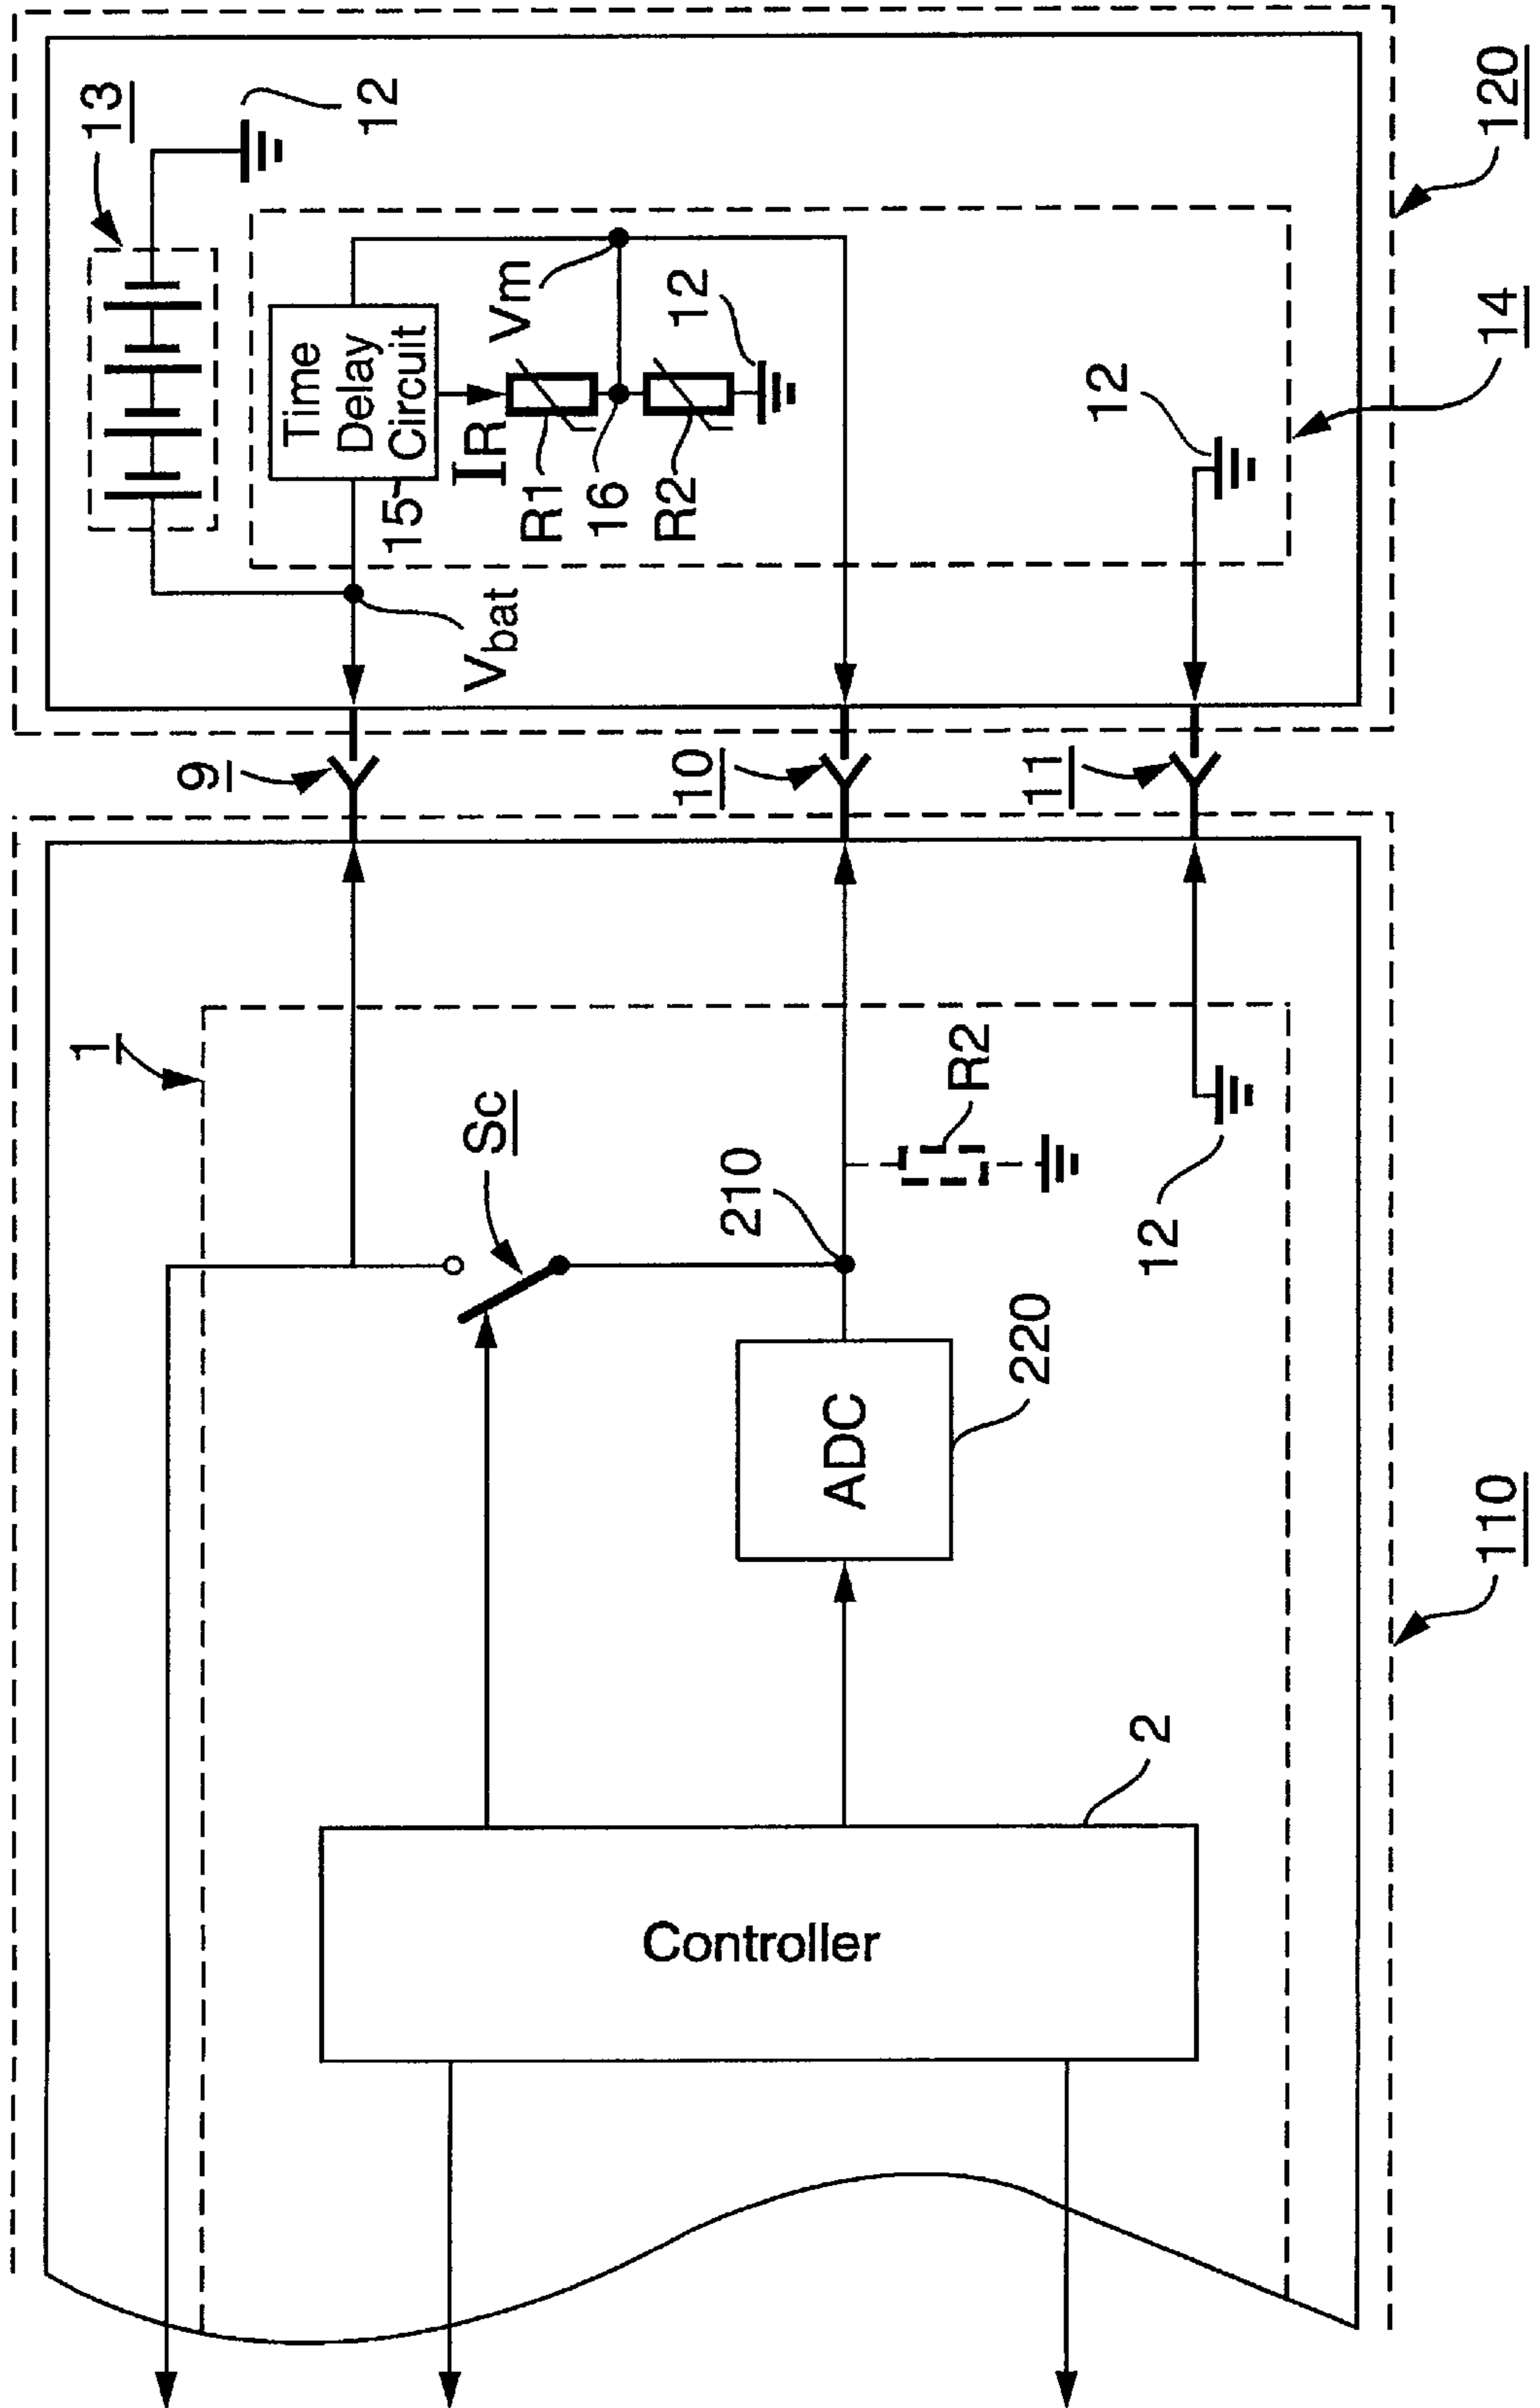 13
12
120
Time
Delay
Circuit
Vm
12
15
IR
R1
16
R2
12
14
Vbat
9
10
11
1
Sc
R2
210
12
ADC
220
110
2
Controller